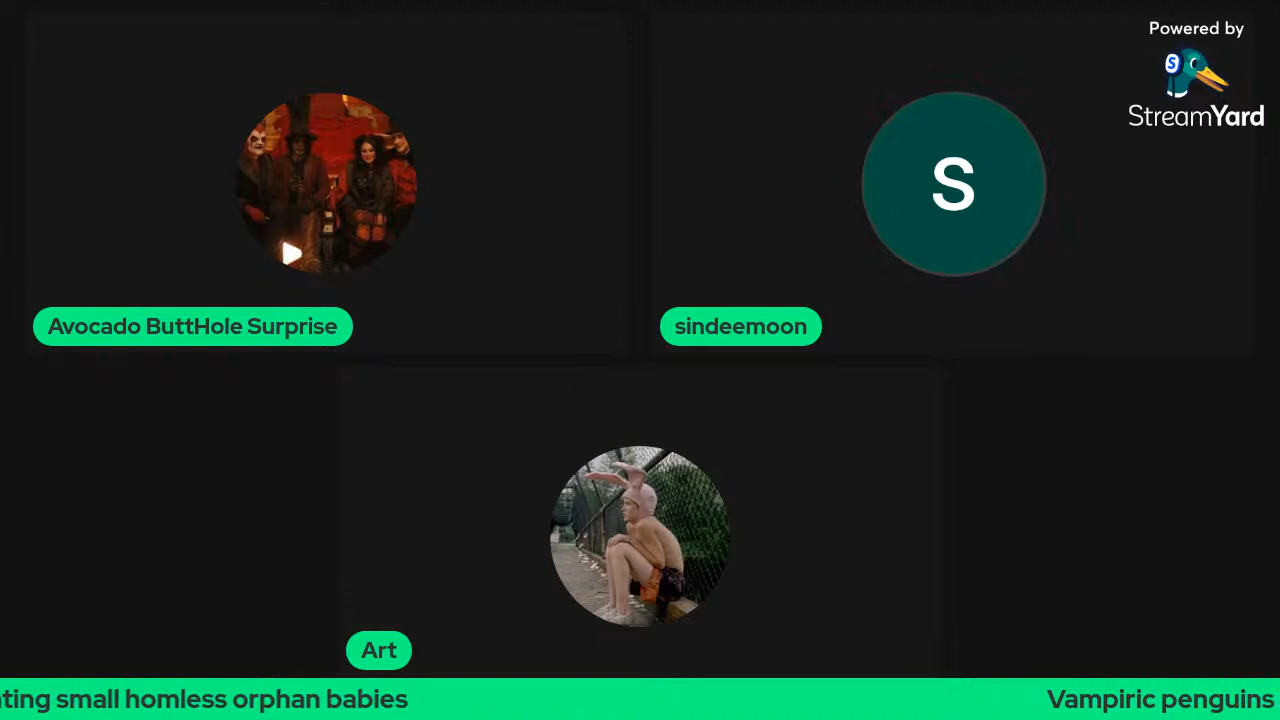 Powered by
StreamYard
S
S
Avocado ButtHole Surprise
sindeemoon
Art
ting small homless orphan babies
Vampiric penguins